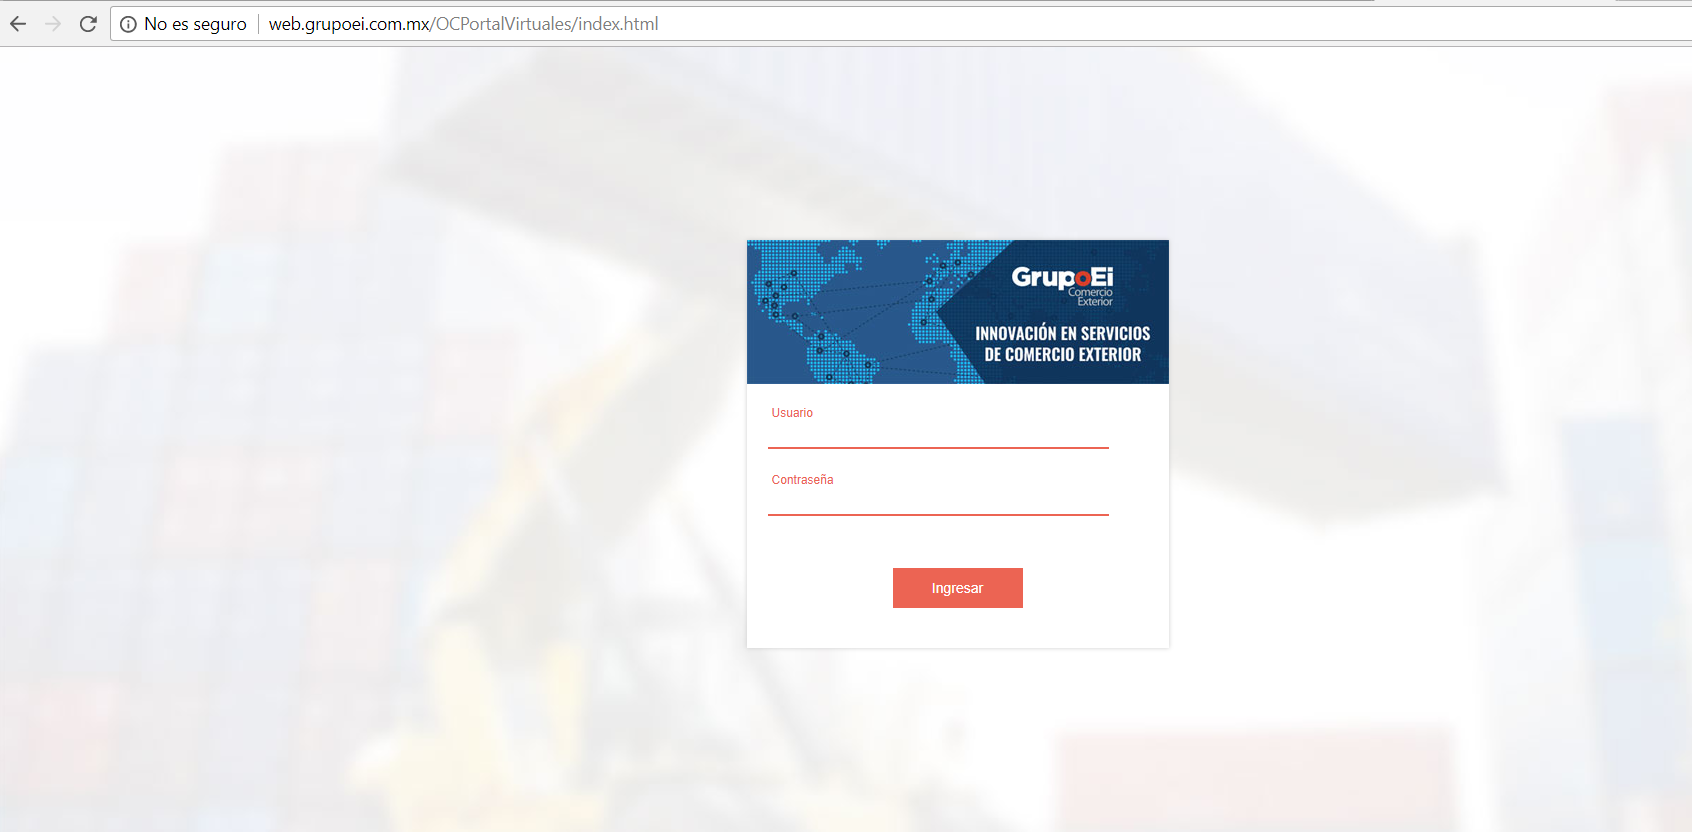 No es seguro web.grupoei.com.mx/OCPortalVirtuales/index.html
GrupoEi
Comercio
Exterior
INNOVACIÓN EN SERVICIOS
DE COMERCIO EXTERIOR
Usuario
Contraseña
Ingresar